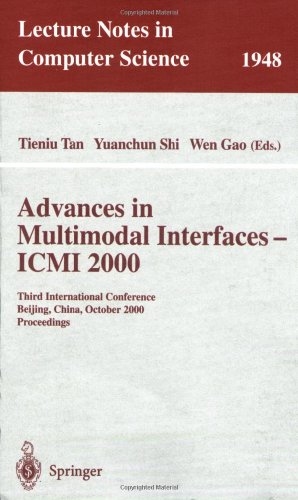 Lecture Notes in
Computer Science 1948
Tieniu Tan Yuanchun Shi Wen Gao (Eds.)
Advances in
Multimodal Interfaces –
ICMI 2000
Third International Conference
Beijing, China, October 2000
Proceedings
Springer